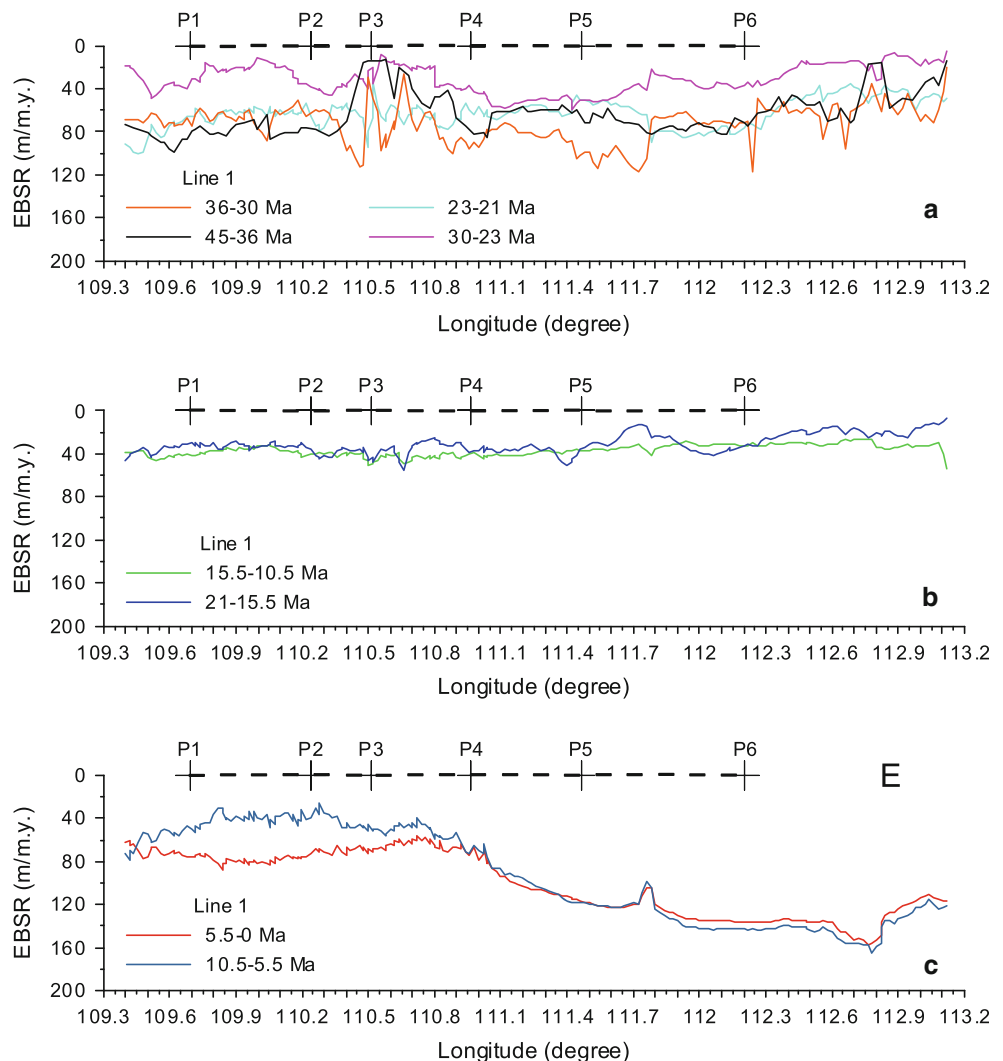 P1 P2 P3 P4 P5 P6
0
40
80
120
160
200
EBSR (m/m.y.)
Line 1
36-30 Ma 23-21 Ma
45-36 Ma 30-23 Ma
a
109.3 109.6 109.9 110.2 110.5 110.8 111.1 111.4 111.7 112 112.3 112.6 112.9 113.2
Longitude (degree)
P1 P2 P3 P4 P5 P6
0
40
80
120
160
200
EBSR (m/m.y.)
Line 1
15.5-10.5 Ma
21-15.5 Ma
b
109.3 109.6 109.9 110.2 110.5 110.8 111.1 111.4 111.7 112 112.3 112.6 112.9 113.2
Longitude (degree)
P1 P2 P3 P4 P5 P6
E
0
40
80
120
160
200
EBSR (m/m.y.)
Line 1
5.5-0 Ma
10.5-5.5 Ma
c
109.3 109.6 109.9 110.2 110.5 110.8 111.1 111.4 111.7 112 112.3 112.6 112.9 113.2
Longitude (degree)